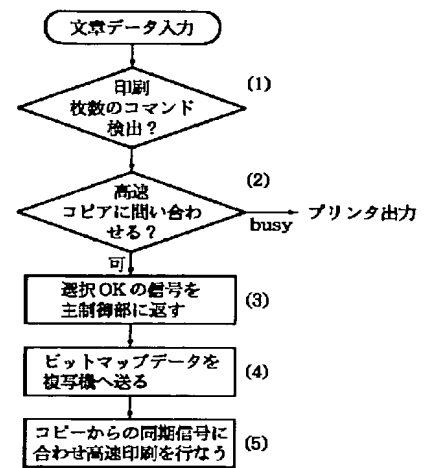 文章データ入力
印刷
枚数のコマンド
検出？
(1)
高速
コピアに問い合わ
せる？
(2)
busy
プリンタ出力
可
選択OKの信号を
主制御部に返す
(3)
ビットマップデータを
複写機へ送る
(4)
コピーからの同期信号に
合わせ高速印刷を行なう
(5)